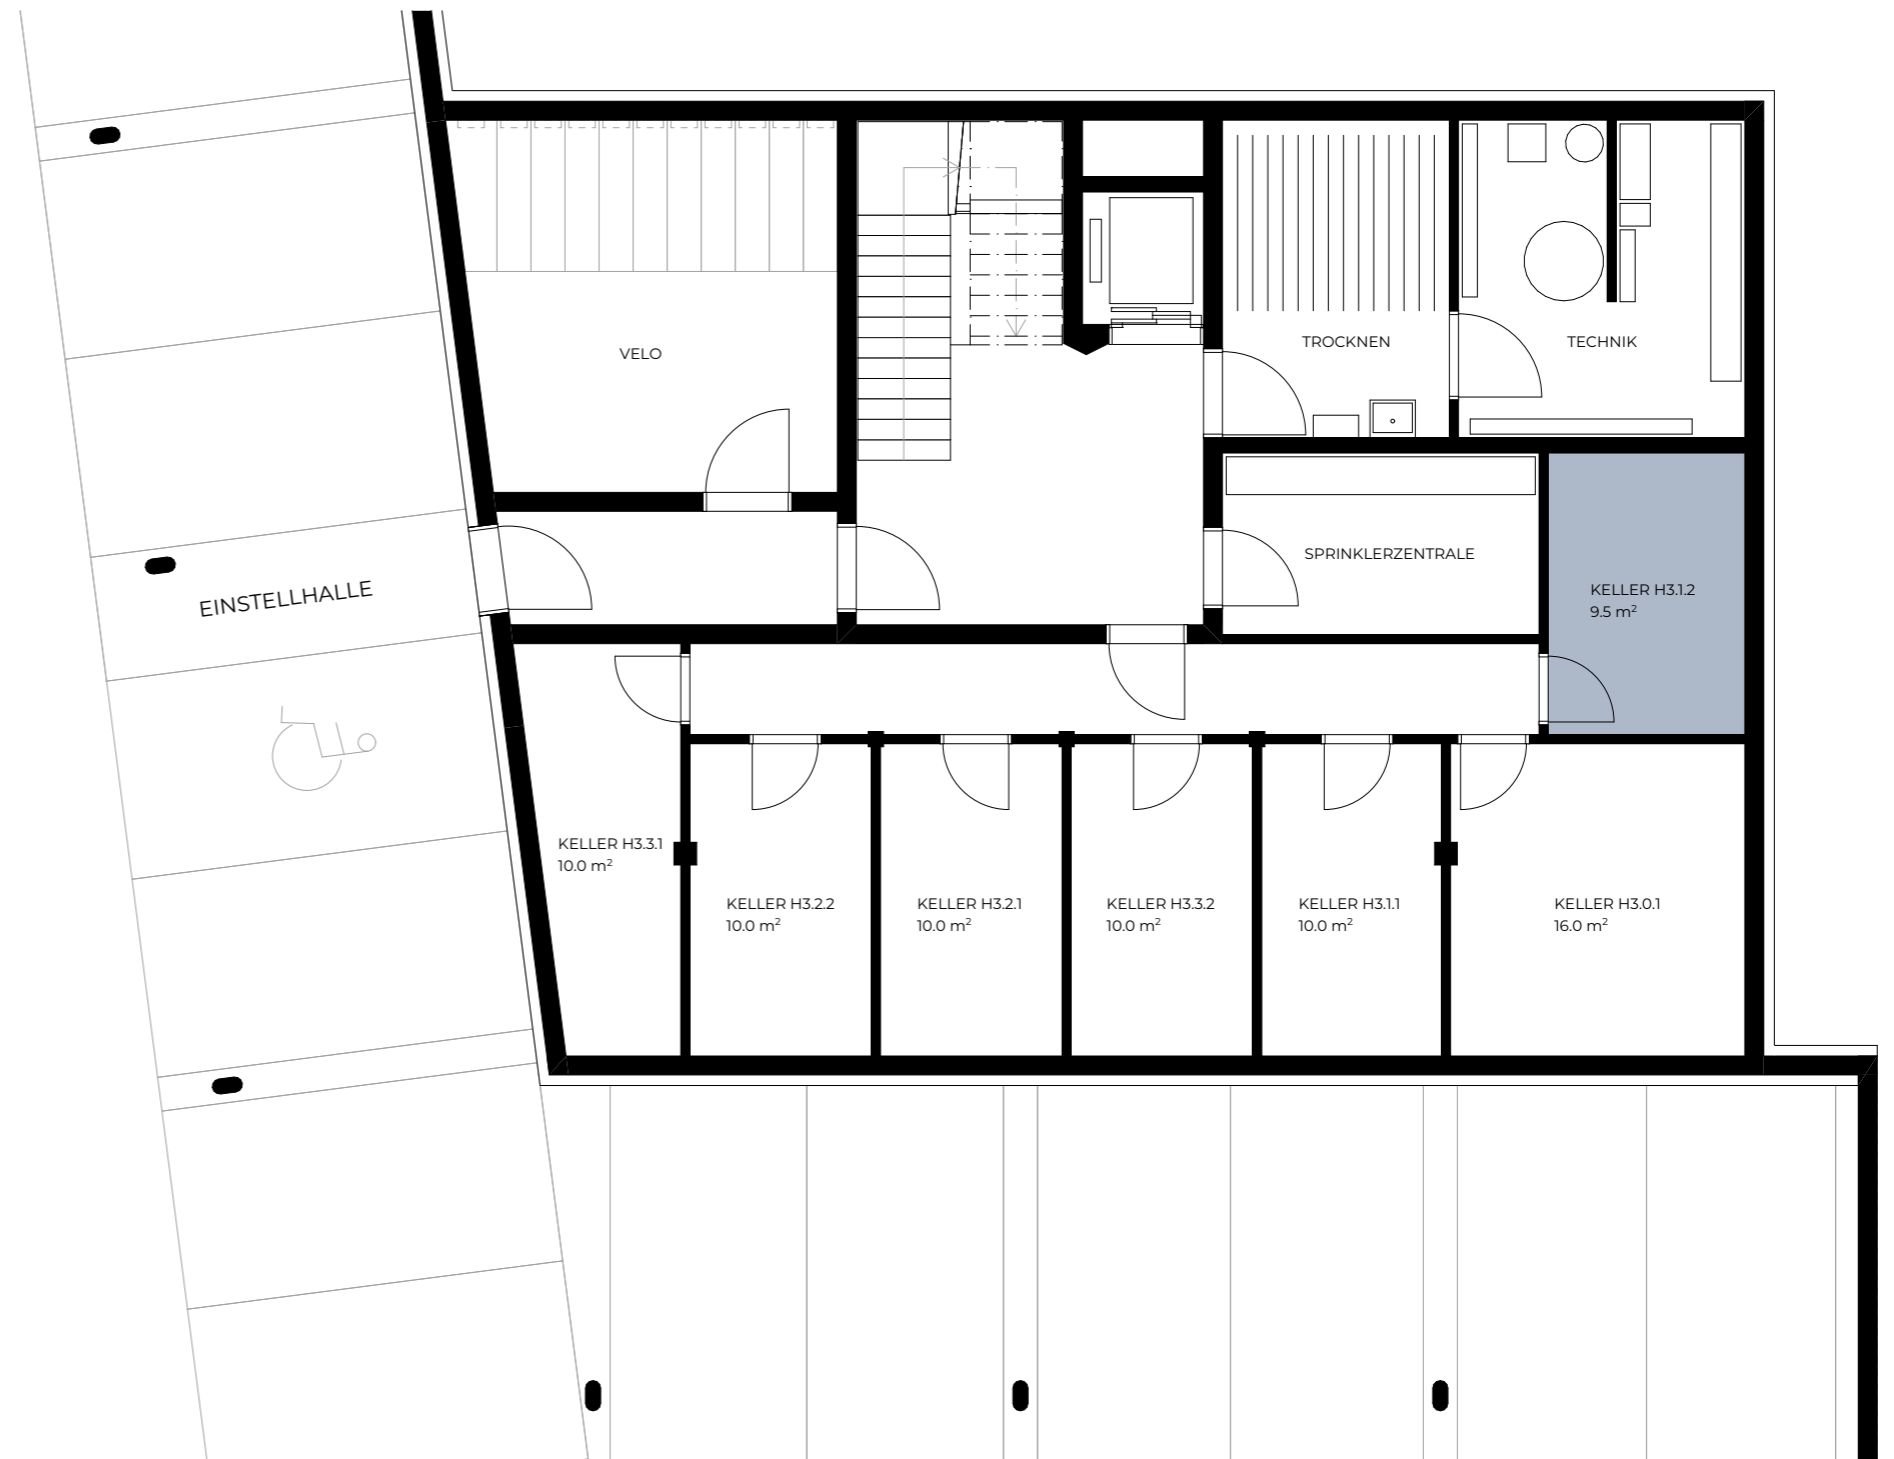 TROCKNEN
TECHNIK
VELO
SPRINKLERZENTRALE
EINSTELLHALLE
KELLER H3.1.2
9.5 m²
KELLER H3.3.1
10.0 m²
KELLER H3.2.2
10.0 m²
KELLER H3.2.1
10.0 m²
KELLER H3.3.2
10.0 m²
KELLER H3.1.1
10.0 m²
KELLER H3.0.1
16.0 m²